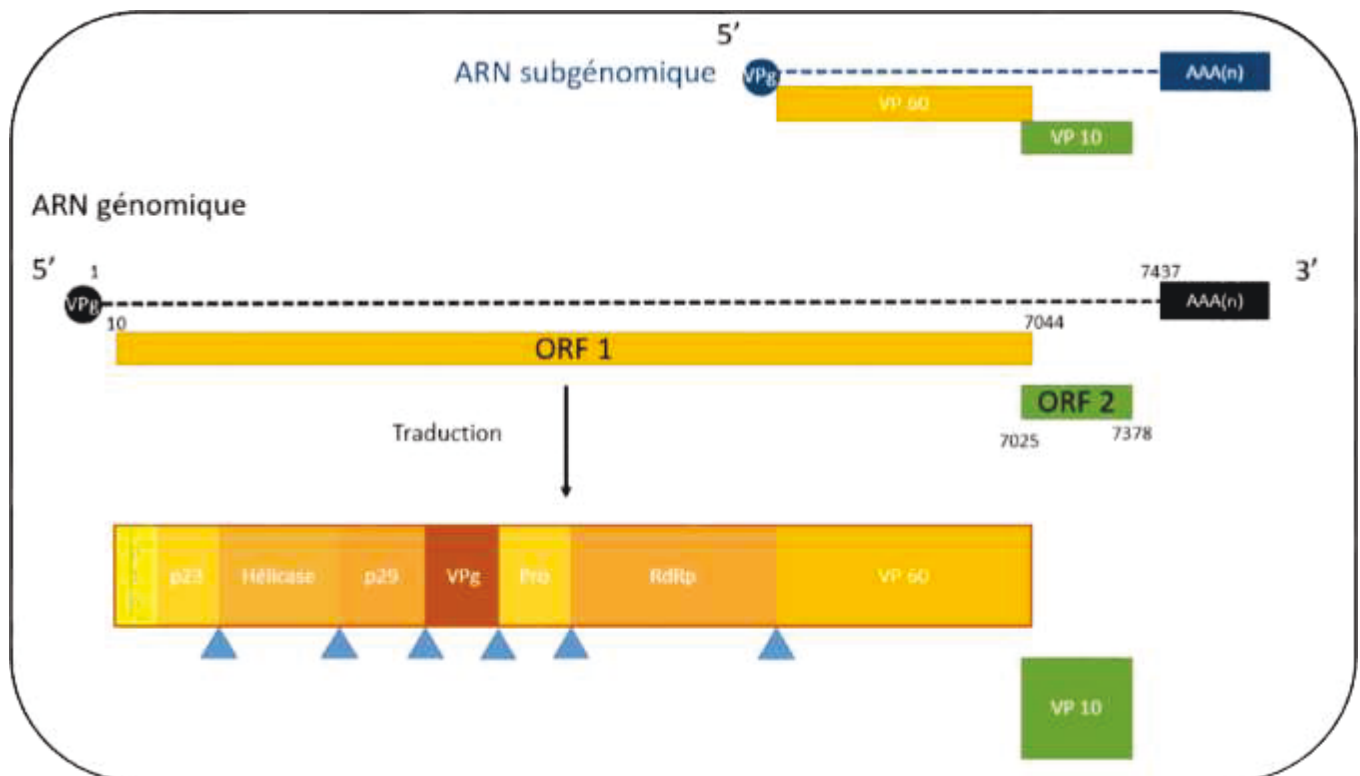 5'
ARN subgénomique
VPg
AAA(n)
VP 60
VP 10
ARN génomique
5'
1
7437
3'
VPg
AAA(n)
10
7044
ORF 1
ORF 2
Traduction
7025
7378
p23
Hélicase
p29
VPg
Pro
RdRp
VP 60
VP 10